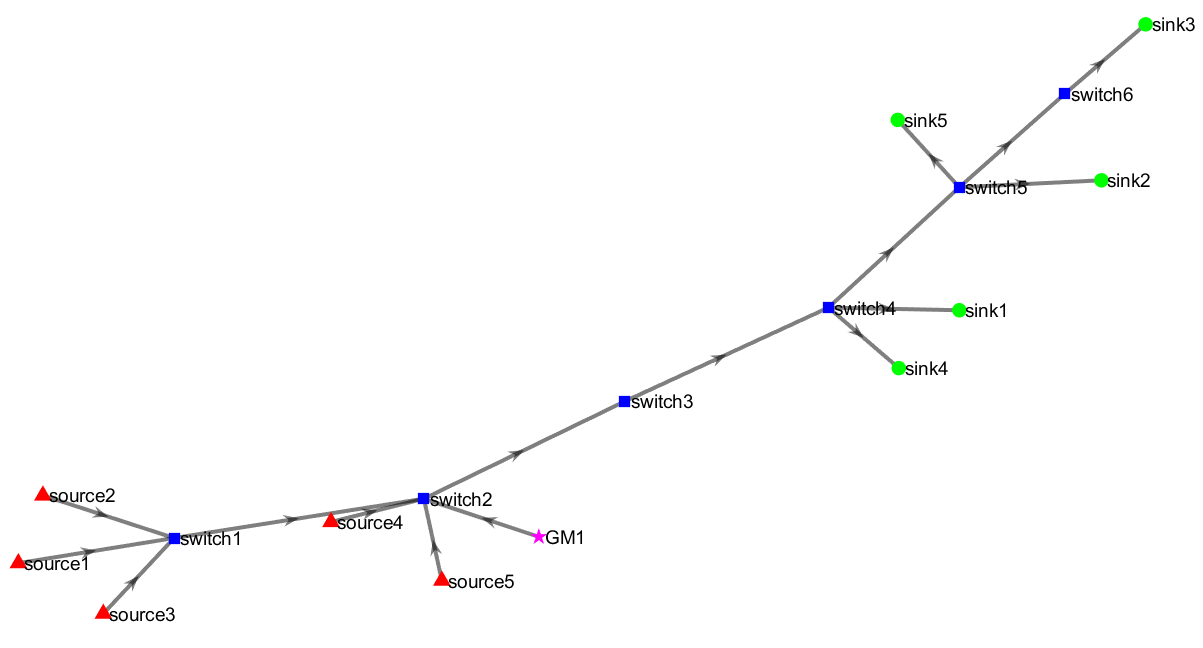 sink3
switch6
sink5
sink2
switch5
switch4
sink1
sink4
switch3
source2
switch2
source4
switch1
GM1
source1
source5
source3